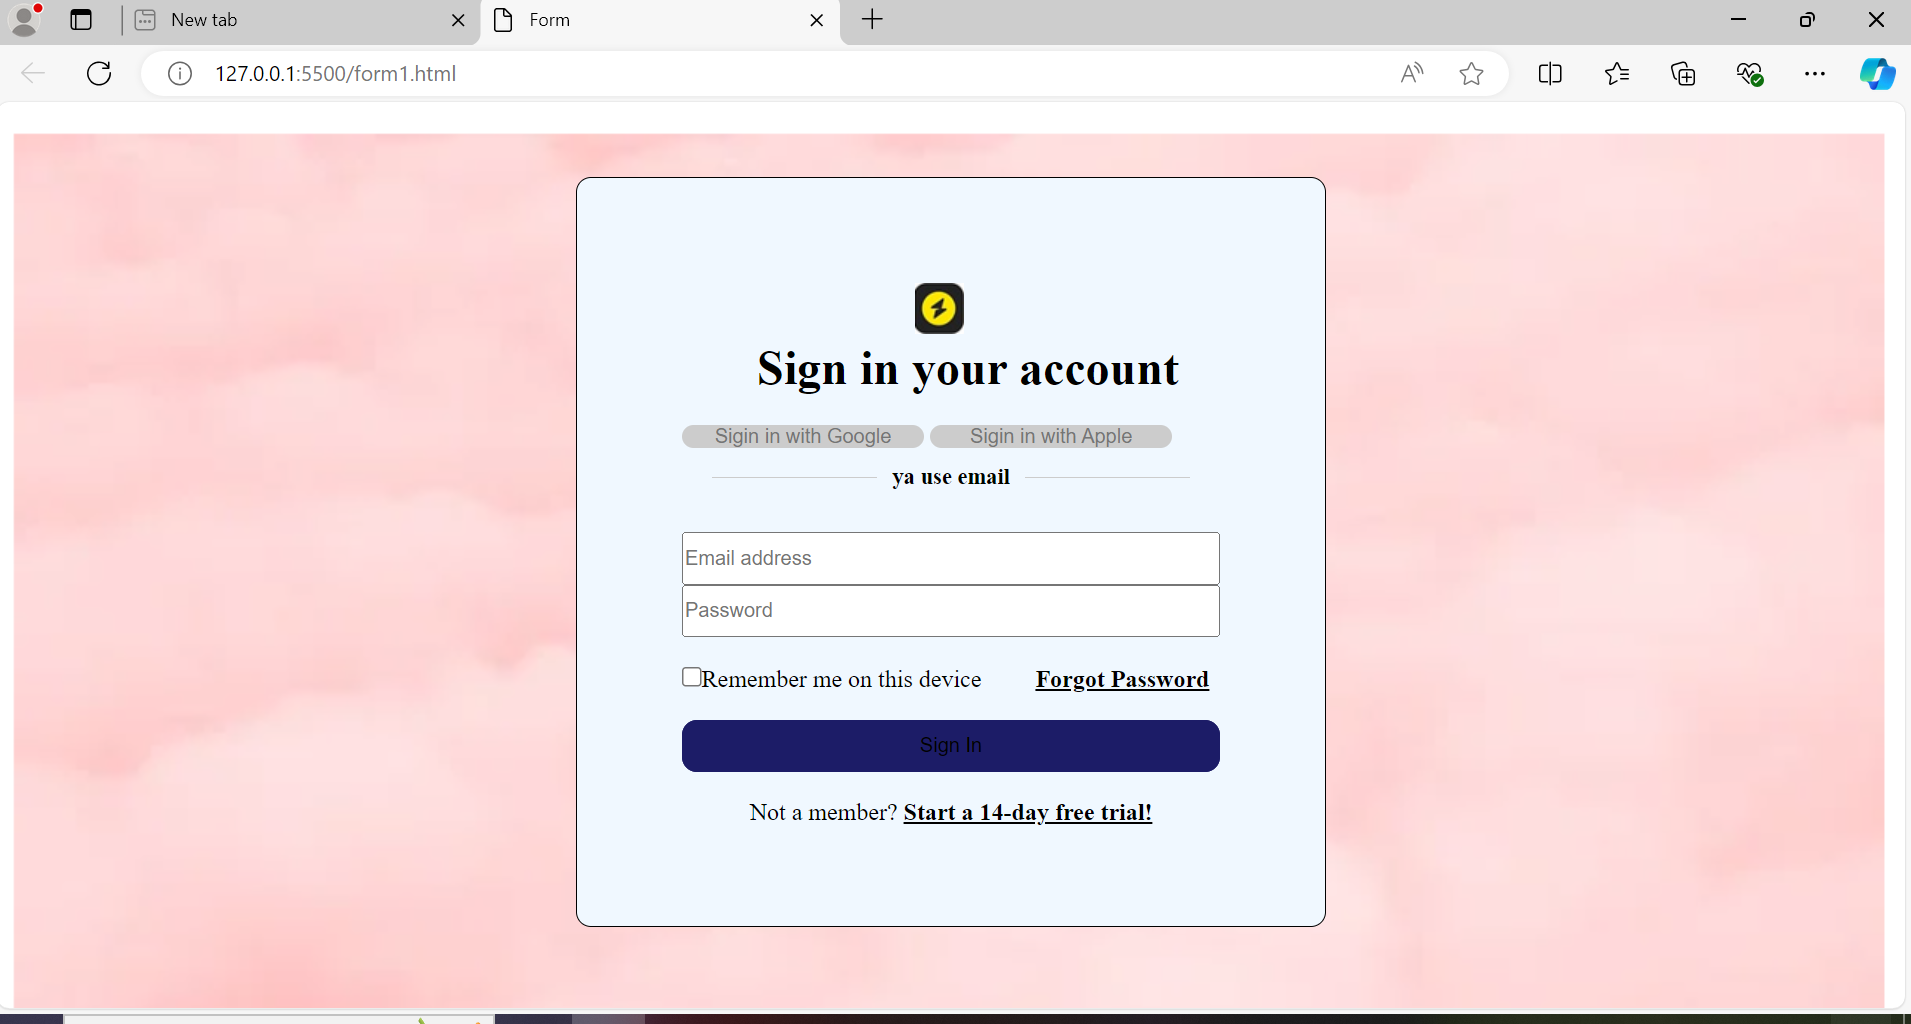 New tab
Form
127.0.0.1:5500/form1.html
Sign in your account
Sigin in with Google
Sigin in with Apple
ya use email
Email address
Password
Remember me on this device
Forgot Password
Sign In
Not a member? Start a 14-day free trial!